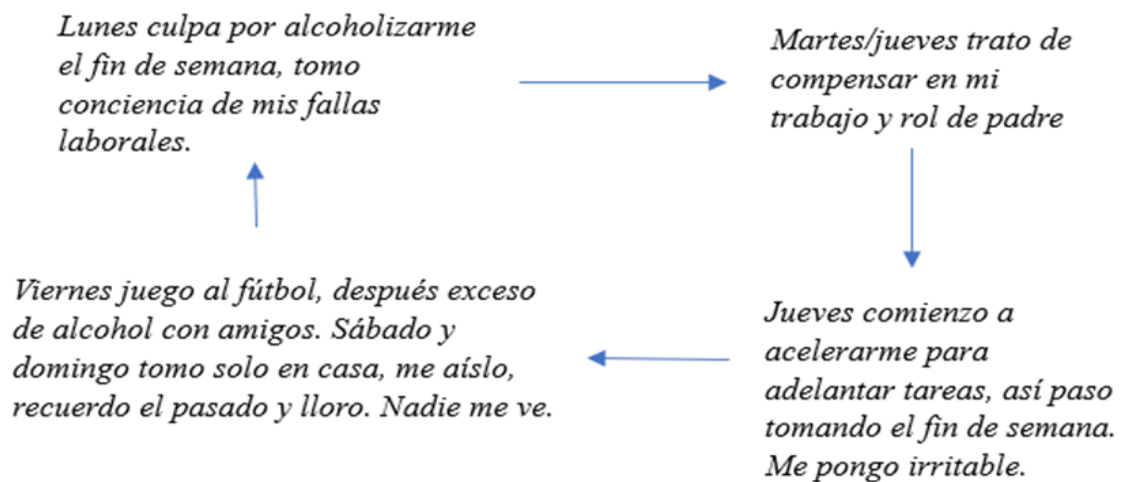 Lunes culpa por alcoholizarme
el fin de semana, tomo
conciencia de mis fallas
laborales.
Martes/jueves trato de
compensar en mi
trabajo y rol de padre
Jueves comienzo a
acelerarme para
adelantar tareas, así paso
tomando el fin de semana.
Me pongo irritable.
Viernes juego al fútbol, después exceso
de alcohol con amigos. Sábado y
domingo tomo solo en casa, me aíslo,
recuerdo el pasado y lloro. Nadie me ve.